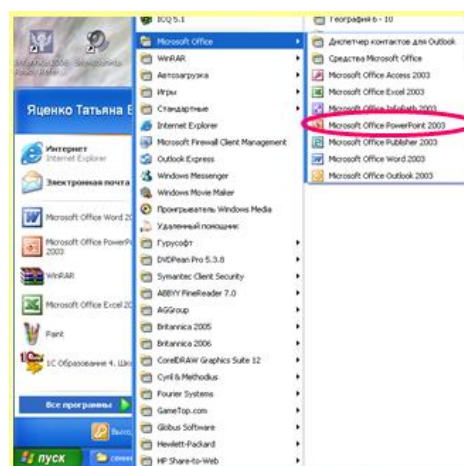 ICQ 5.1
География 6 - 10
Britannica 2006
Microsoft Office
Диспетчер контактов для Outlook
WinRAR
Средства Microsoft Office
Автозагрузка
Microsoft Office Access 2003
Игры
Microsoft Office Excel 2003
Стандартные
Microsoft Office InfoPath 2003
Яценко Татьяна
Internet Explorer
Microsoft Office PowerPoint 2003
Microsoft Firewall Client Management
Microsoft Office Publisher 2003
Интернет
Internet Explorer
Outlook Express
Microsoft Office Word 2003
Windows Messenger
Microsoft Office Outlook 2003
Электронная почта
Windows Movie Maker
Проигрыватель Windows Media
Microsoft Office Word 20
Удаленный помощник
Гурусофт
Microsoft Office PowerP
2003
DVDPean Pro 5.3.8
WinRAR
Symantec Client Security
ABBYY FineReader 7.0
Microsoft Office Excel 20
AGGroup
Britannica 2005
Paint
Britannica 2006
1С Образование 4.
CorelDRAW Graphics Suite 12
Cyril & Methodius
Fourier Systems
Все программы
GameTop.com
Globus Software
пуск
Hewlett-Packard
HP Share-to-Web